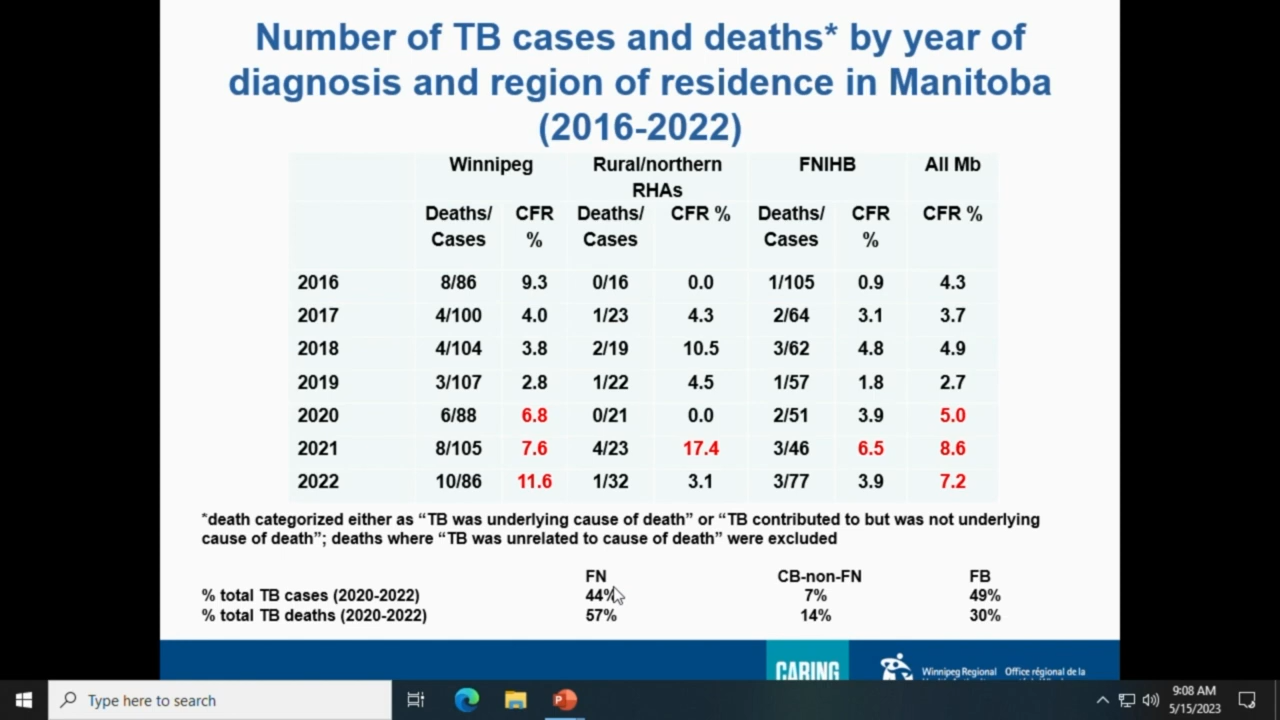 Number of TB cases and deaths* by year of
diagnosis and region of residence in Manitoba
(2016-2022)
Winnipeg Rural/northern RHAs FNIHB All Mb
Deaths/ Cases CFR % Deaths/ Cases CFR % Deaths/ Cases CFR % CFR %
2016 8/86 9.3 0/16 0.0 1/105 0.9 4.3
2017 4/100 4.0 1/23 4.3 2/64 3.1 3.7
2018 4/104 3.8 2/19 10.5 3/62 4.8 4.9
2019 3/107 2.8 1/22 4.5 1/57 1.8 2.7
2020 6/88 6.8 0/21 0.0 2/51 3.9 5.0
2021 8/105 7.6 4/23 17.4 3/46 6.5 8.6
2022 10/86 11.6 1/32 3.1 3/77 3.9 7.2
*death categorized either as “TB was underlying cause of death” or “TB contributed to but was not underlying
cause of death”; deaths where “TB was unrelated to cause of death” were excluded
FN CB-non-FN FB
% total TB cases (2020-2022) 44% 7% 49%
% total TB deaths (2020-2022) 57% 14% 30%
CARING
Winnipeg Regional Office régional de la
Type here to search
9:08 AM
5/15/2023